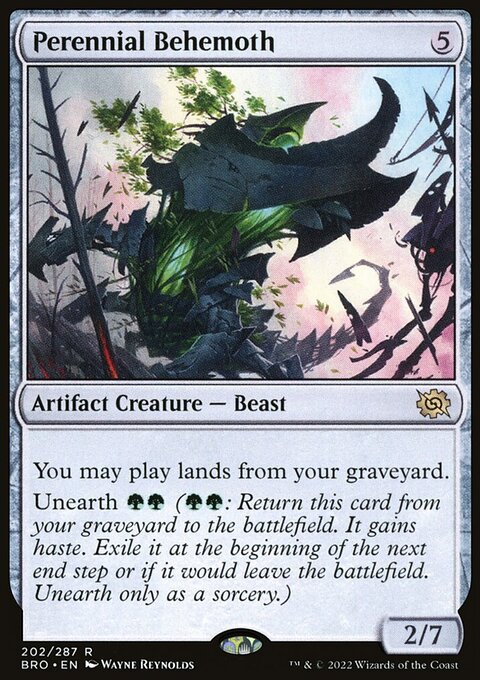 Perennial Behemoth 5
Artifact Creature — Beast
You may play lands from your graveyard.
Unearth (: Return this card from
your graveyard to the battlefield. It gains
haste. Exile it at the beginning of the next
end step or if it would leave the battlefield.
Unearth only as a sorcery.)
2/7
202/287 R
BRO • EN Wayne Reynolds
™ & © 2022 Wizards of the Coast